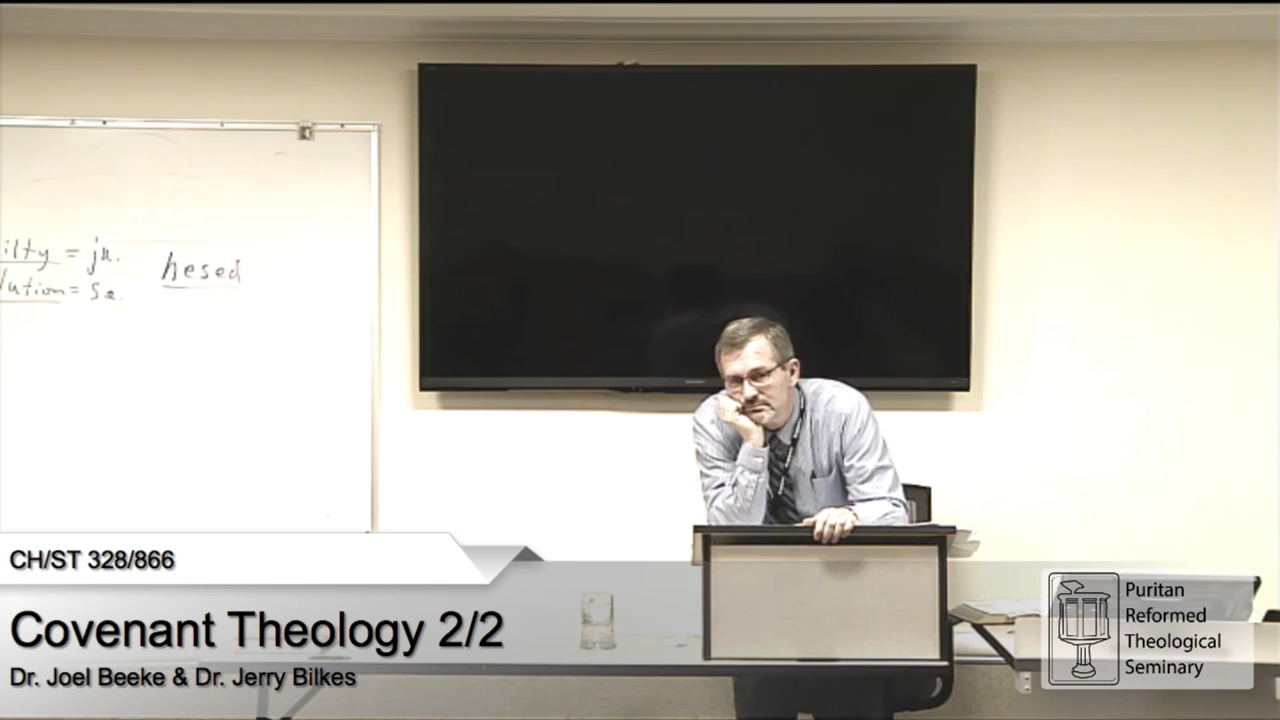 ilty = ju.
hesed
lution = sa.
CH/ST 328/866
Covenant Theology 2/2
Dr. Joel Beeke & Dr. Jerry Bilkes
Puritan
Reformed
Theological
Seminary